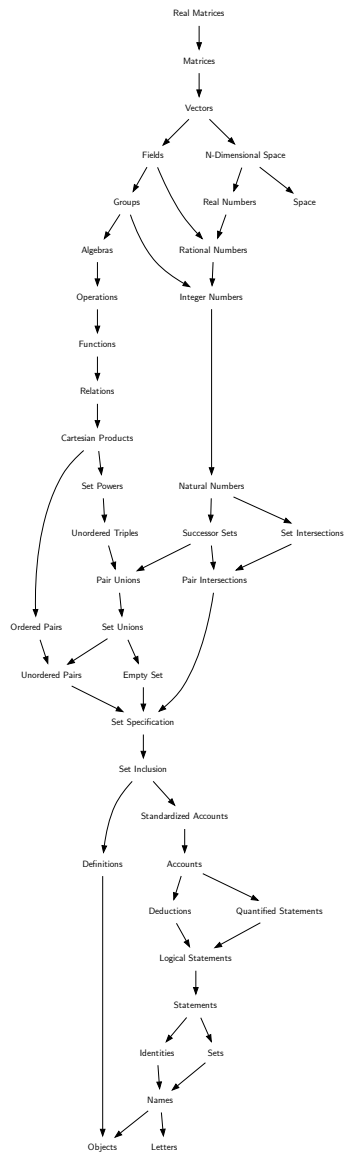 Real Matrices
Matrices
Vectors
Fields
N-Dimensional Space
Groups
Real Numbers
Space
Algebras
Rational Numbers
Operations
Integer Numbers
Functions
Relations
Cartesian Products
Set Powers
Natural Numbers
Unordered Triples
Successor Sets
Set Intersections
Pair Unions
Pair Intersections
Ordered Pairs
Set Unions
Unordered Pairs
Empty Set
Set Specification
Set Inclusion
Standardized Accounts
Definitions
Accounts
Deductions
Quantified Statements
Logical Statements
Statements
Identities
Sets
Names
Objects
Letters